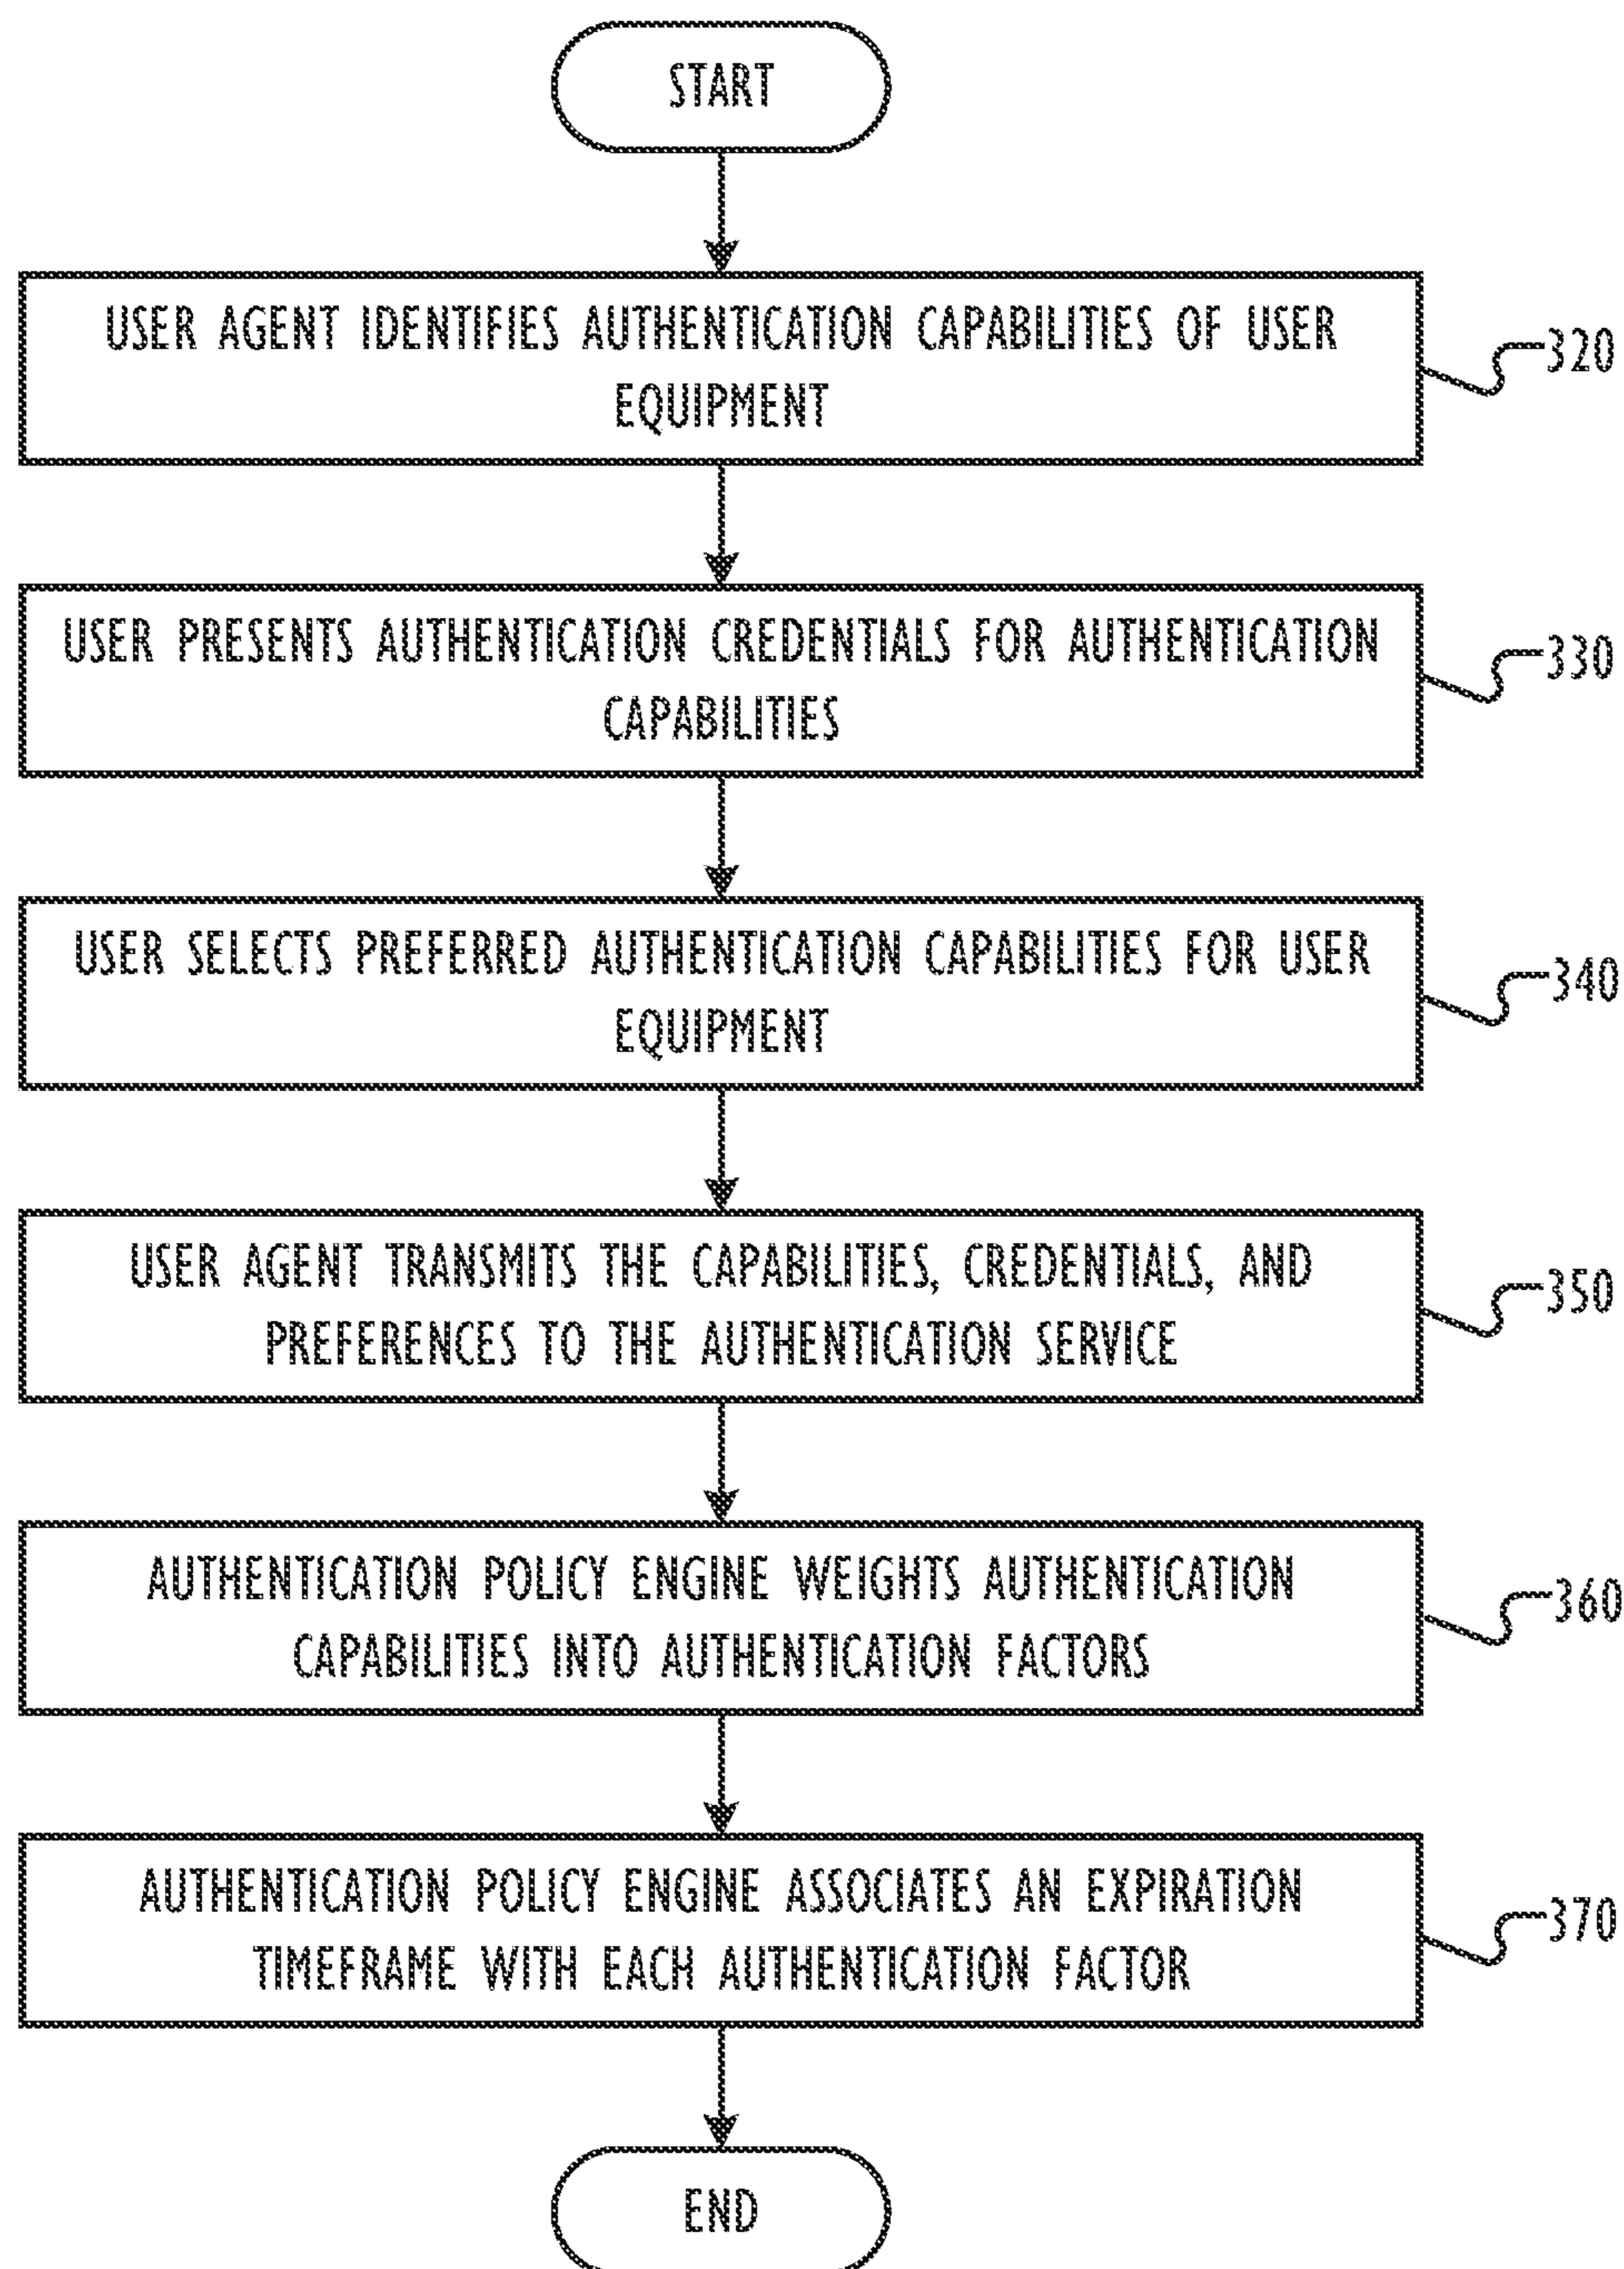 START
USER AGENT IDENTIFIES AUTHENTICATION CAPABILITIES OF USER
EQUIPMENT
320
USER PRESENTS AUTHENTICATION CREDENTIALS FOR AUTHENTICATION
CAPABILITIES
330
USER SELECTS PREFERRED AUTHENTICATION CAPABILITIES FOR USER
EQUIPMENT
340
USER AGENT TRANSMITS THE CAPABILITIES, CREDENTIALS, AND
PREFERENCES TO THE AUTHENTICATION SERVICE
350
AUTHENTICATION POLICY ENGINE WEIGHTS AUTHENTICATION
CAPABILITIES INTO AUTHENTICATION FACTORS
360
AUTHENTICATION POLICY ENGINE ASSOCIATES AN EXPIRATION
TIMEFRAME WITH EACH AUTHENTICATION FACTOR
370
END